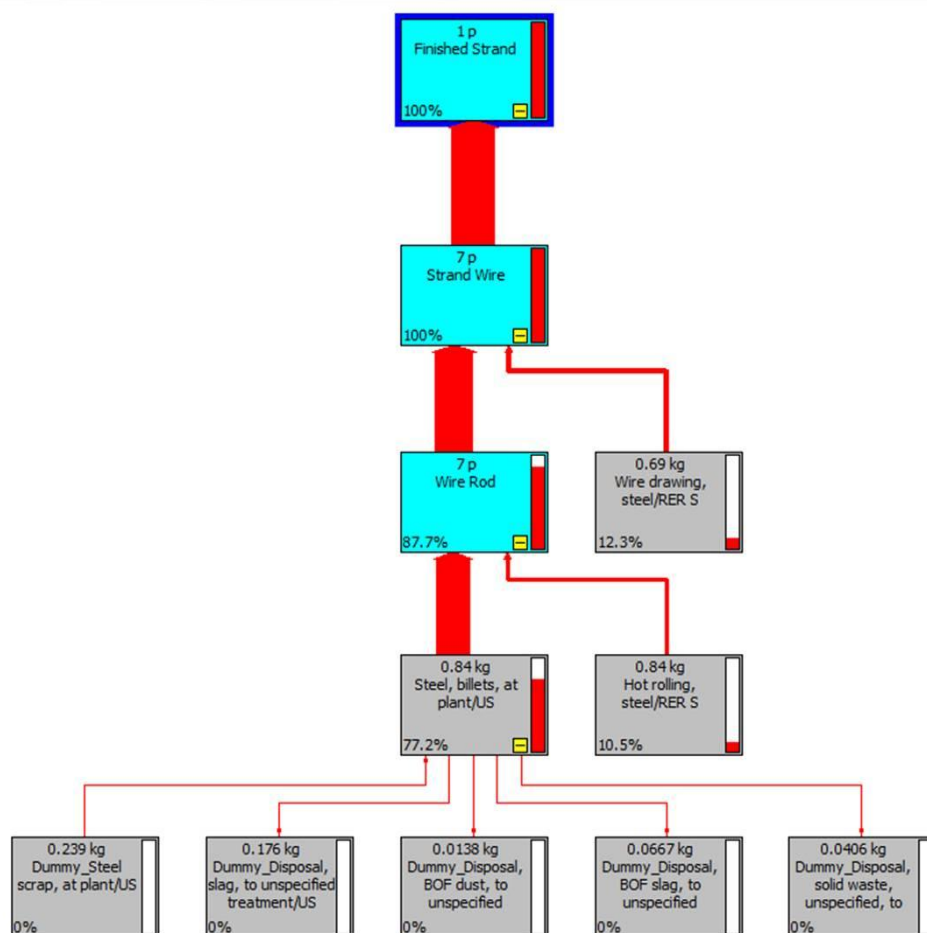 1 p
Finished Strand
100%
7 p
Strand Wire
100%
7 p
Wire Rod
87.7%
0.69 kg
Wire drawing,
steel/RER S
12.3%
0.84 kg
Steel, billets, at
plant/US
77.2%
0.84 kg
Hot rolling,
steel/RER S
10.5%
0.239 kg
Dummy_Steel
scrap, at plant/US
0%
0.176 kg
Dummy_Disposal,
slag, to unspecified
treatment/US
0%
0.0138 kg
Dummy_Disposal,
BOF dust, to
unspecified
0%
0.0667 kg
Dummy_Disposal,
BOF slag, to
unspecified
0%
0.0406 kg
Dummy_Disposal,
solid waste,
unspecified, to
0%